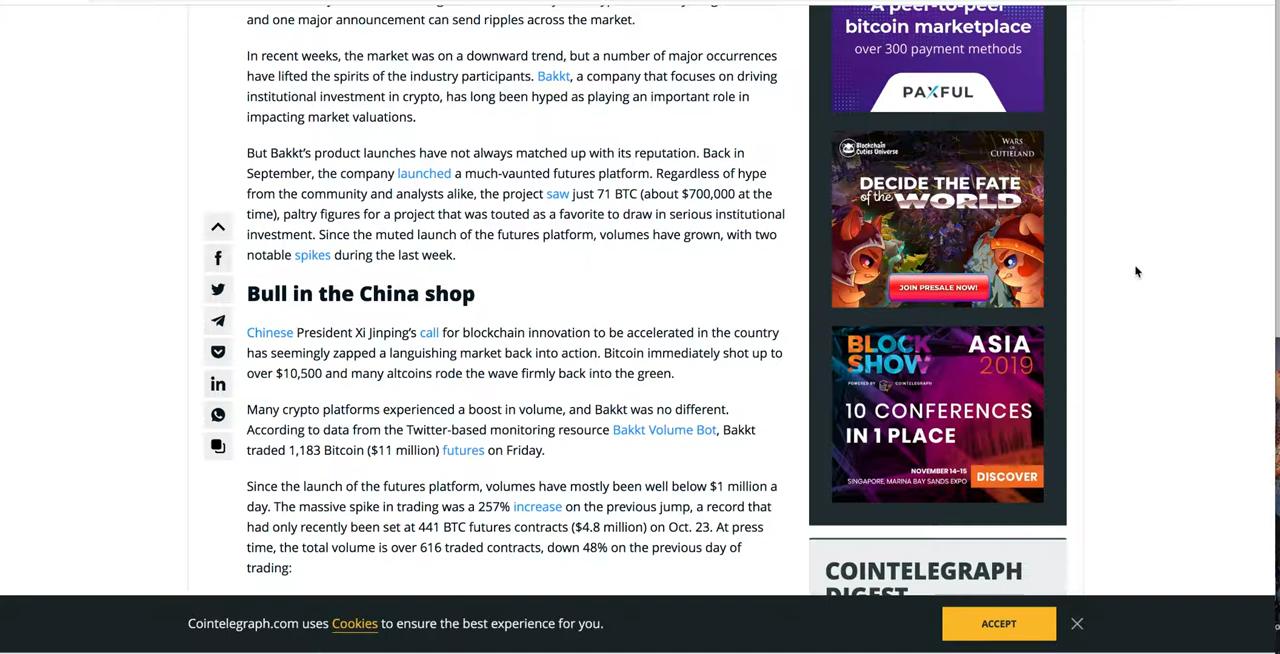 and one major announcement can send ripples across the market.
In recent weeks, the market was on a downward trend, but a number of major occurrences
have lifted the spirits of the industry participants. Bakkt, a company that focuses on driving
institutional investment in crypto, has long been hyped as playing an important role in
impacting market valuations.
But Bakkt's product launches have not always matched up with its reputation. Back in
September, the company launched a much-vaunted futures platform. Regardless of hype
from community and analysts alike, the project saw just 71 BTC (about $700,000 at the
time), paltry figures for a project that was touted as a favorite to draw in serious institutional
investment. Since the muted launch of the futures platform, volumes have grown, with two
notable spikes during the last week.
Bull in the China shop
Chinese President Xi Jinping's call for blockchain innovation to be accelerated in the country
has seemingly zapped a languishing market back into action. Bitcoin immediately shot up to
over $10,500 and many altcoins rode the wave firmly back into the green.
Many crypto platforms experienced a boost in volume, and Bakkt was no different.
According to data from the Twitter-based monitoring resource Bakkt Volume Bot, Bakkt
traded 1,183 Bitcoin ($11 million) futures on Friday.
Since the launch of the futures platform, volumes have mostly been well below $1 million a
day. The massive spike in trading was a 257% increase on the previous jump, a record that
had only recently been set at 441 BTC futures contracts ($4.8 million) on Oct. 23. At press
time, the total volume is over 616 traded contracts, down 48% on the previous day of
trading:
A peer-to-peer
bitcoin marketplace
over 300 payment methods
PAXFUL
Blockchain
Cuties Universe
WARS
OF
CUTIELAND
DECIDE THE FATE
of the WORLD
JOIN PRESALE NOW!
BLOCK
SHOW
ASIA
2019
POWERED BY COINTELEGRAPH
10 CONFERENCES
IN 1 PLACE
NOVEMBER 14-15
SINGAPORE, MARINA BAY SANDS EXPO
DISCOVER
COINTELEGRAPH
DIGEST
Cointelegraph.com uses Cookies to ensure the best experience for you.
ACCEPT